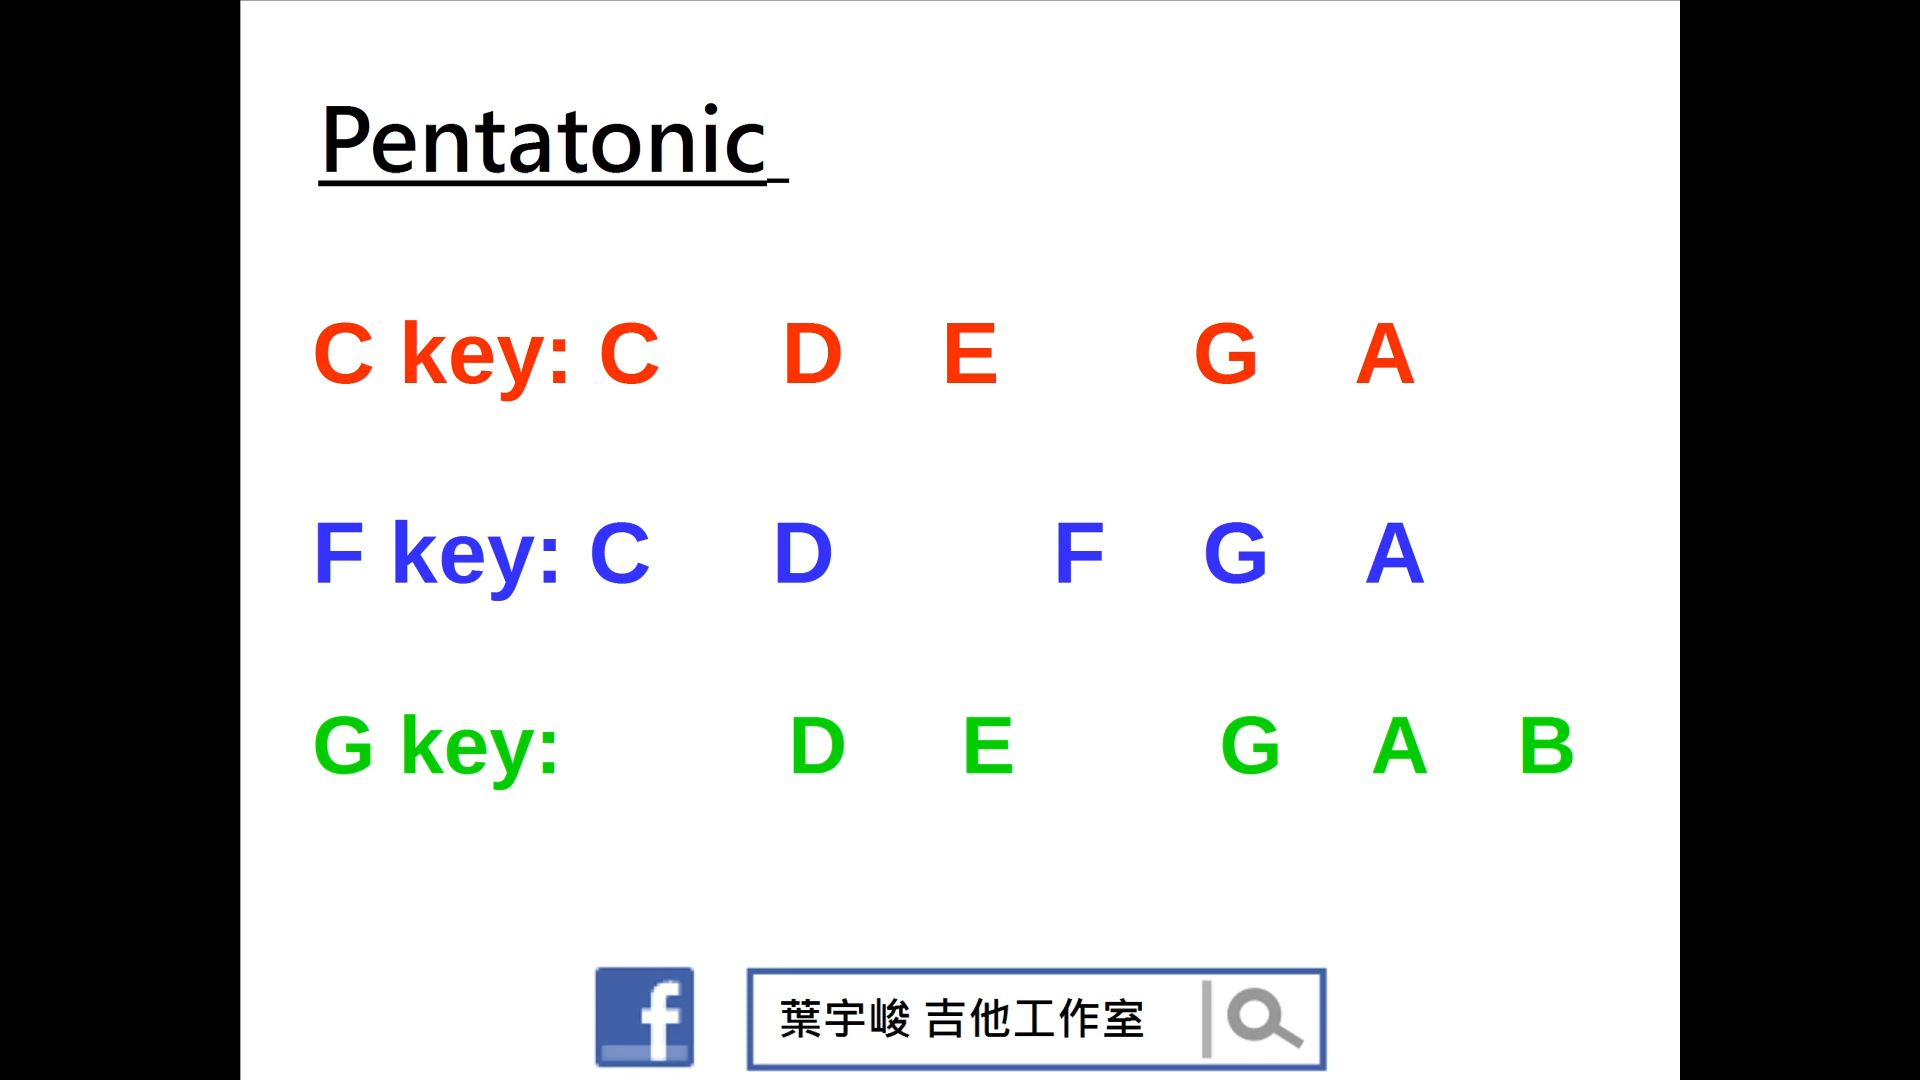 Pentatonic
C key: C D E G A
F key: C D F G A
G key: D E G A B
f
葉宇峻 吉他工作室